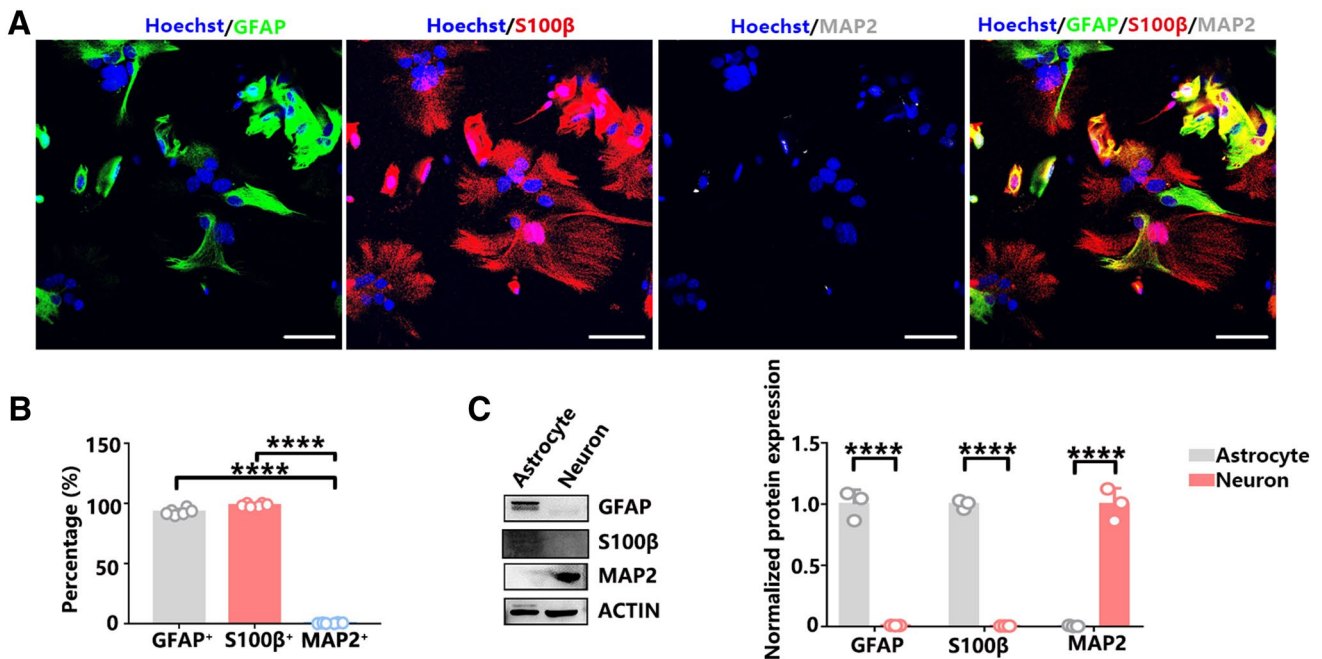 A
Hoechst/GFAP
Hoechst/S100β
Hoechst/MAP2
Hoechst/GFAP/S100β/MAP2
B
Percentage (%)
150
100
50
0
****
****
GFAP⁺
S100β⁺
MAP2⁺
C
Astrocyte
Neuron
GFAP
S100β
MAP2
ACTIN
Normalized protein expression
1.5
1.0
0.5
0
****
****
****
GFAP
S100β
MAP2
Astrocyte
Neuron